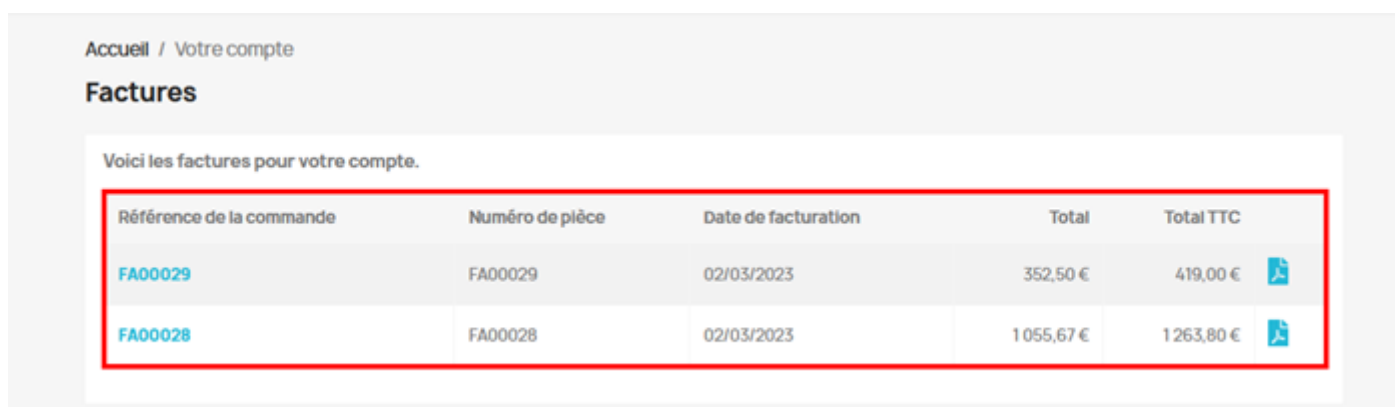 Accueil / Votre compte
Factures
Voici les factures pour votre compte.
Référence de la commande Numéro de pièce Date de facturation Total Total TTC
FA00029 FA00029 02/03/2023 352,50 € 419,00 €
FA00028 FA00028 02/03/2023 1 055,67 € 1 263,80 €